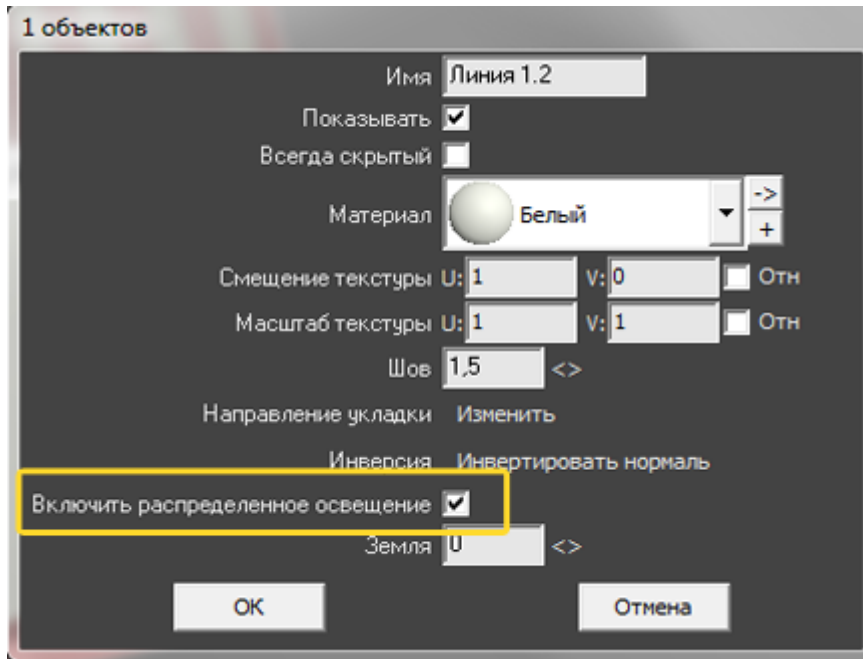 1 объектов
Имя Линия 1.2
Показывать
Всегда скрытый
Материал Белый -> +
Смещение текстуры U: 1 V: 0 Отн
Масштаб текстуры U: 1 V: 1 Отн
Шов 1,5 <>
Направление укладки Изменить
Инверсия Инвертировать нормаль
Включить распределенное освещение
Земля 0 <>
OK Отмена